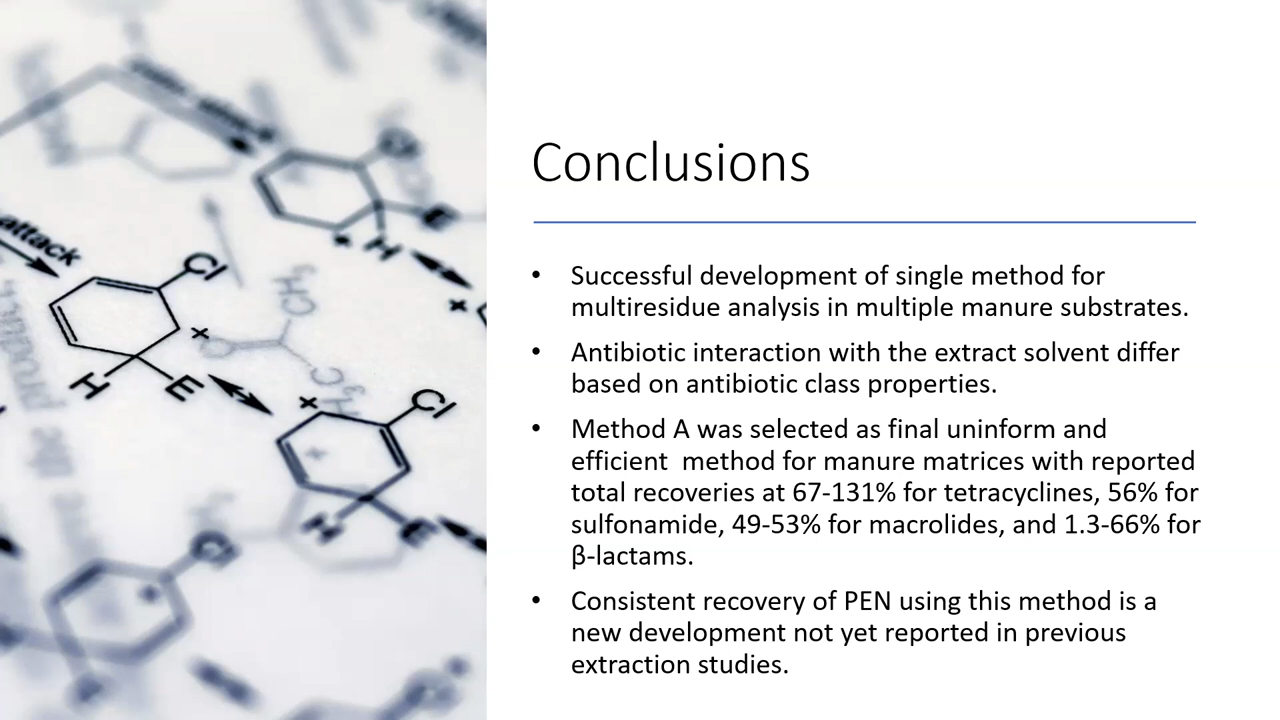 Conclusions
• Successful development of single method for
multiresidue analysis in multiple manure substrates.
• Antibiotic interaction with the extract solvent differ
based on antibiotic class properties.
• Method A was selected as final uninform and
efficient  method for manure matrices with reported
total recoveries at 67-131% for tetracyclines, 56% for
sulfonamide, 49-53% for macrolides, and 1.3-66% for
β-lactams.
• Consistent recovery of PEN using this method is a
new development not yet reported in previous
extraction studies.
attack
Cl
H
E
CH₃
Cl
H
E
E
H